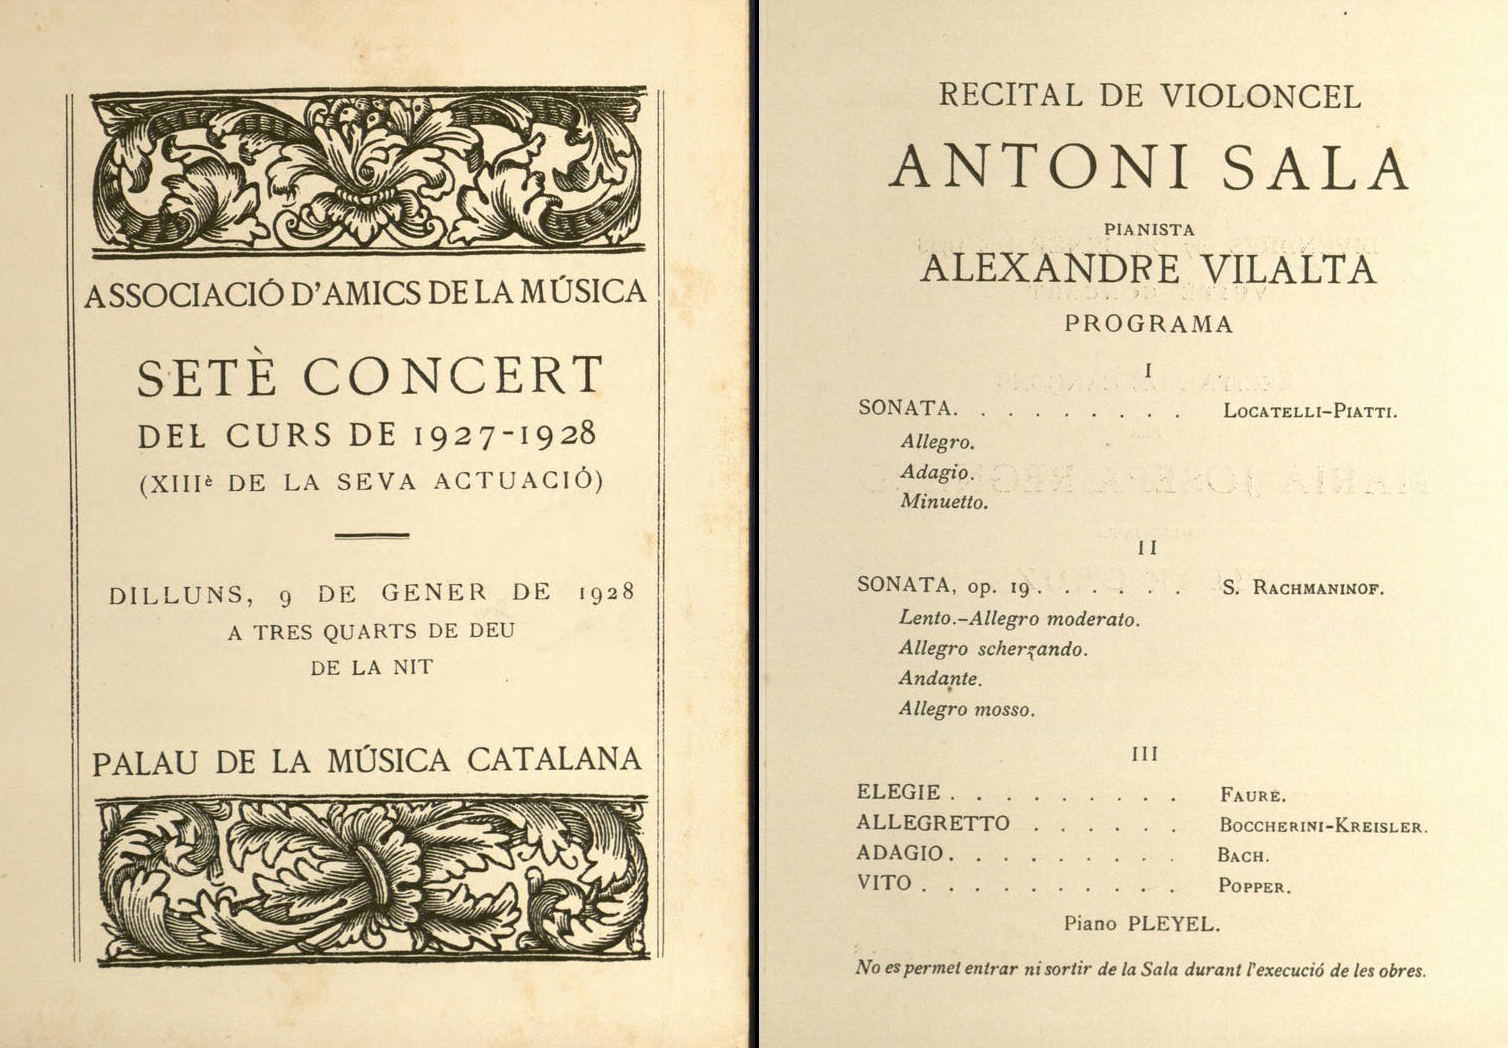 ASSOCIACIÓ D'AMICS DE LA MÚSICA
SETÈ CONCERT
DEL CURS DE 1927-1928
(XIIIè DE LA SEVA ACTUACIÓ)
DILLUNS, 9 DE GENER DE 1928
A TRES QUARTS DE DEU
DE LA NIT
PALAU DE LA MÚSICA CATALANA
RECITAL DE VIOLONCEL
ANTONI SALA
PIANISTA
ALEXANDRE VILALTA
PROGRAMA
I
SONATA. . . . . . . . . LOCATELLI-PIATTI.
Allegro.
Adagio.
Minuetto.
II
SONATA, op. 19 . . . . . . S. RACHMANINOF.
Lento.-Allegro moderato.
Allegro scherzando.
Andante.
Allegro mosso.
III
ELEGIE . . . . . . . . . FAURÉ.
ALLEGRETTO . . . . . . BOCCHERINI-KREISLER.
ADAGIO . . . . . . . . . BACH.
VITO . . . . . . . . . . POPPER.
Piano PLEYEL.
No es permet entrar ni sortir de la Sala durant l'execució de les obres.